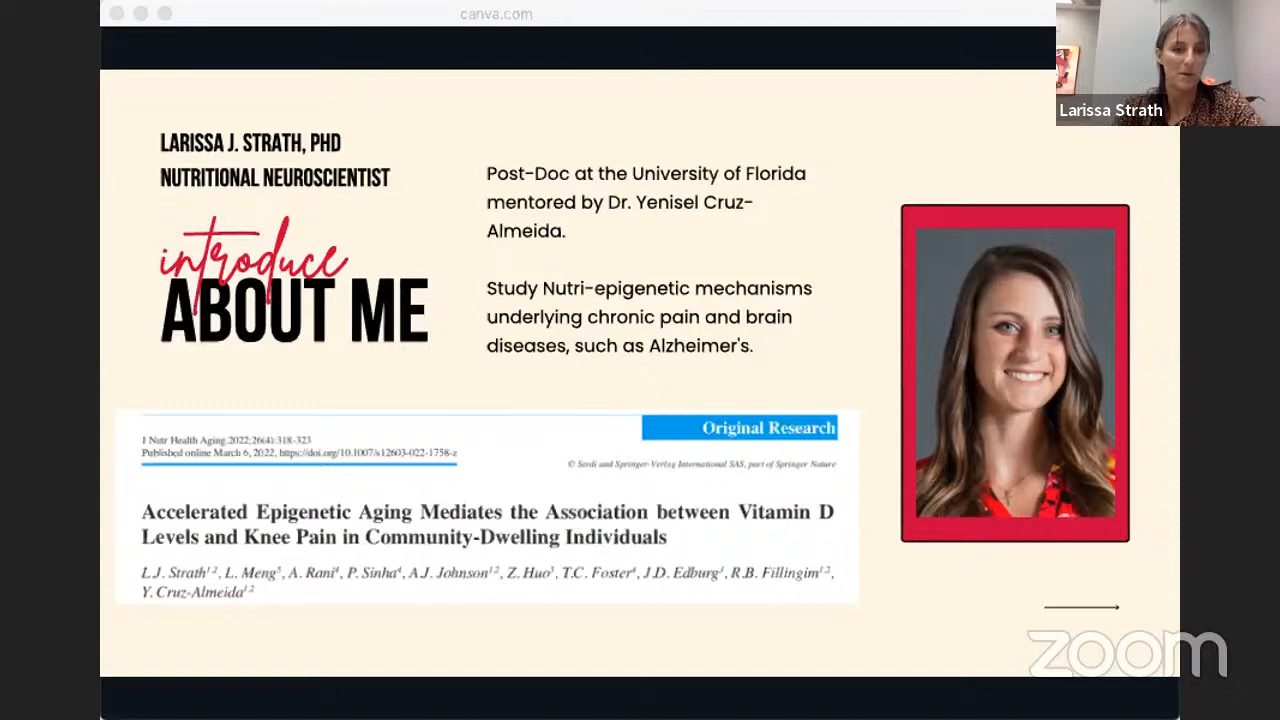 canva.com
Larissa Strath
LARISSA J. STRATH, PHD
NUTRITIONAL NEUROSCIENTIST
introduce
ABOUT ME
Post-Doc at the University of Florida
mentored by Dr. Yenisel Cruz-
Almeida.
Study Nutri-epigenetic mechanisms
underlying chronic pain and brain
diseases, such as Alzheimer's.
Original Research
J Nutr Health Aging.2022;26(4):318-323
Published online March 6, 2022, https://doi.org/10.1007/s12603-022-1758-z
© Serdi and Springer-Verlag International SAS, part of Springer Nature
Accelerated Epigenetic Aging Mediates the Association between Vitamin D
Levels and Knee Pain in Community-Dwelling Individuals
L.J. Strath1,2, L. Meng5, A. Rani4, P. Sinha4, A.J. Johnson1,2, Z. Huo5, T.C. Foster4, J.D. Edburg3, R.B. Fillingim1,2,
Y. Cruz-Almeida1,2
zoom